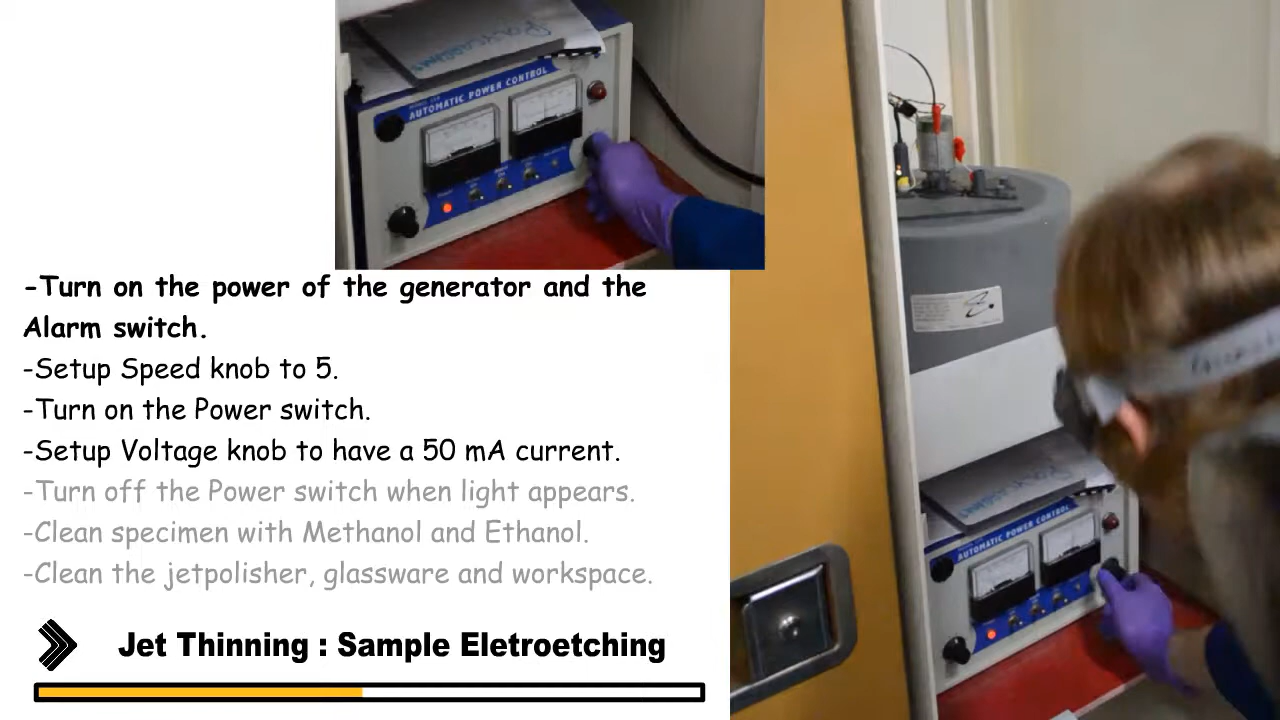 AUTOMATIC POWER CONTROL
-Turn on the power of the generator and the
Alarm switch.
-Setup Speed knob to 5.
-Turn on the Power switch.
-Setup Voltage knob to have a 50 mA current.
-Turn off the Power switch when light appears.
-Clean specimen with Methanol and Ethanol.
-Clean the jetpolisher, glassware and workspace.
Jet Thinning : Sample Eletroetching
AUTOMATIC POWER CONTROL